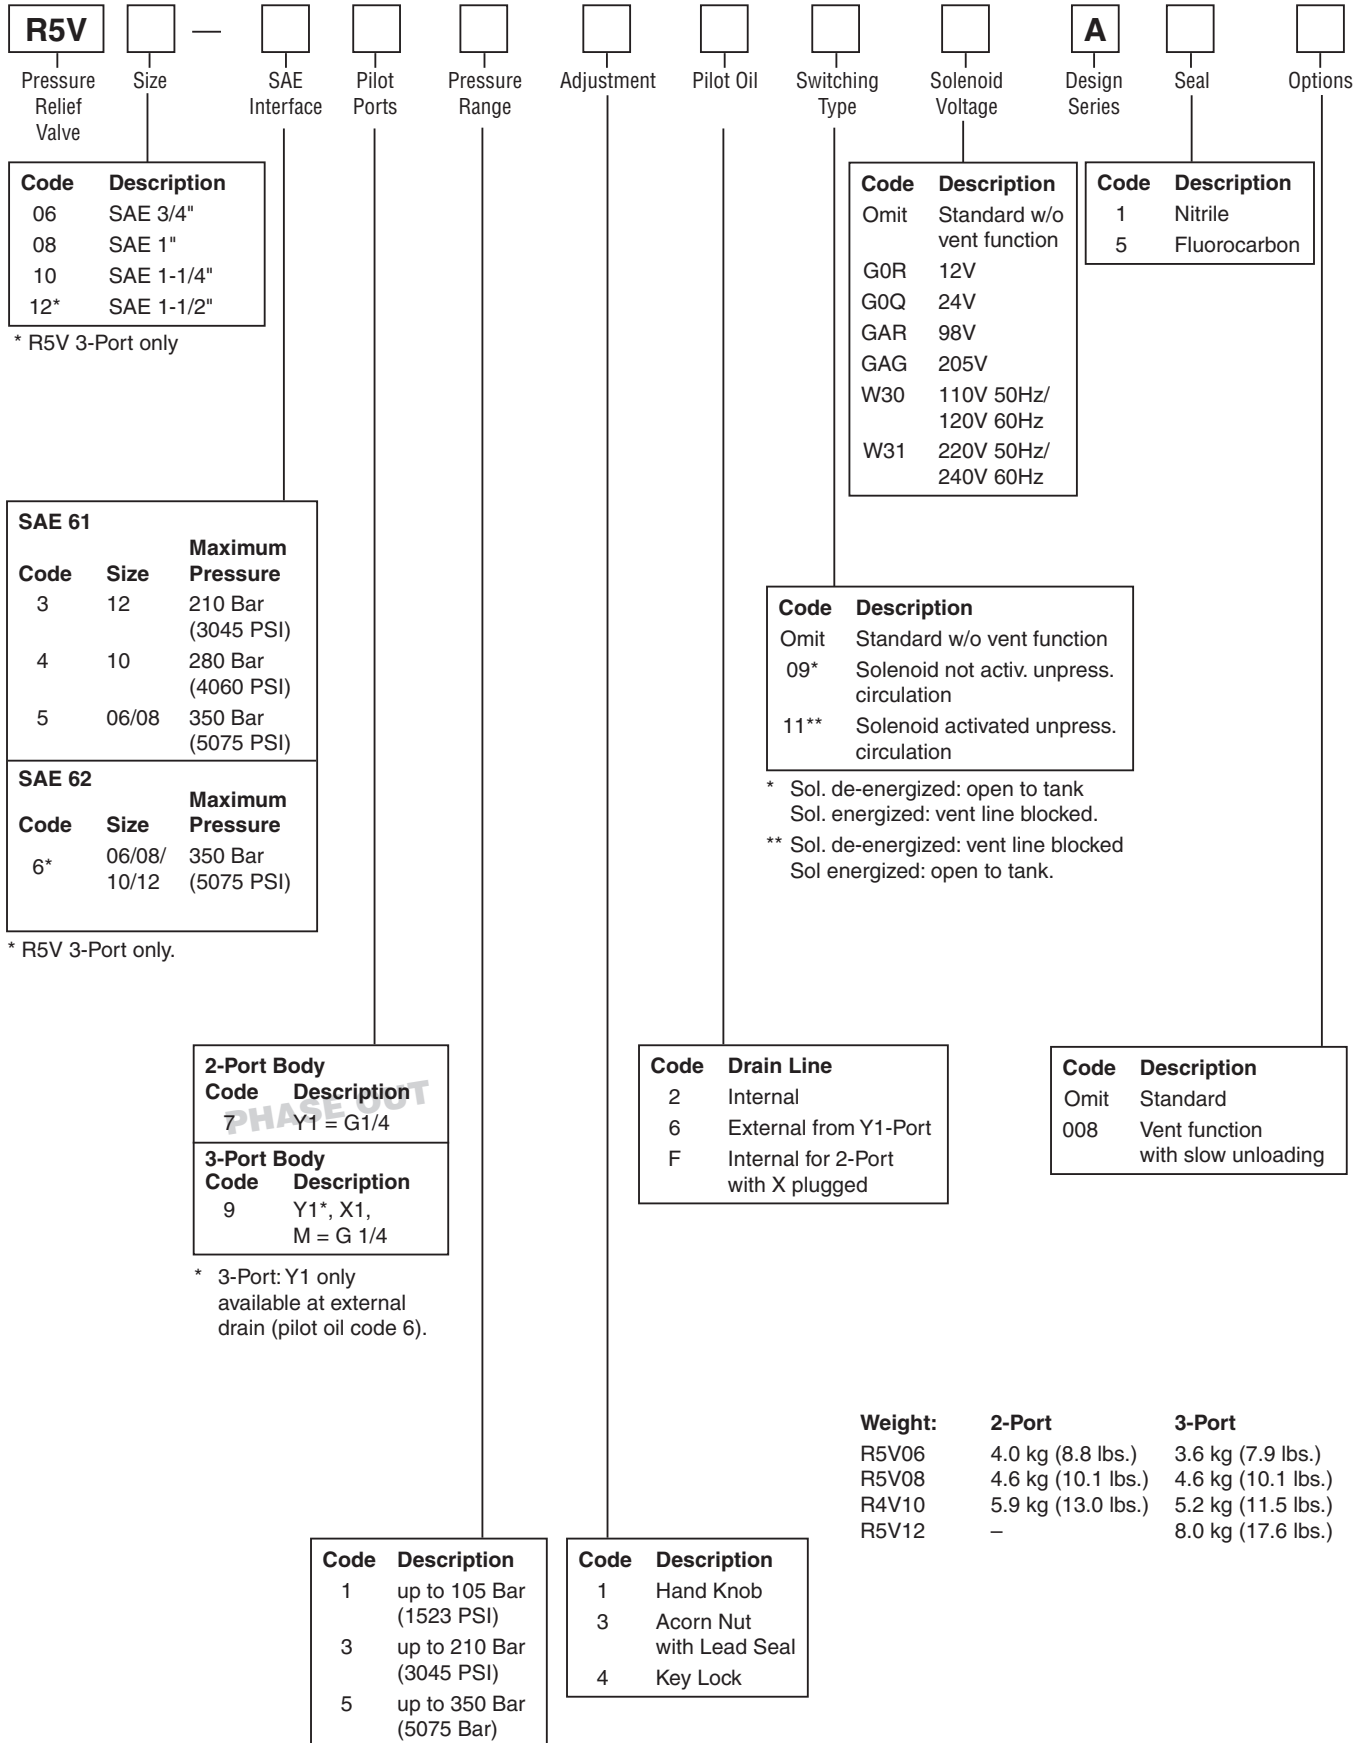 R5V — A
Pressure Relief Valve
Size
SAE Interface
Pilot Ports
Pressure Range
Adjustment
Pilot Oil
Switching Type
Solenoid Voltage
Design Series
Seal
Options
Code Description
06 SAE 3/4"
08 SAE 1"
10 SAE 1-1/4"
12* SAE 1-1/2"
* R5V 3-Port only
Code Description
Omit Standard w/o
vent function
G0R 12V
G0Q 24V
GAR 98V
GAG 205V
W30 110V 50Hz/
120V 60Hz
W31 220V 50Hz/
240V 60Hz
Code Description
1 Nitrile
5 Fluorocarbon
SAE 61
Maximum
Code Size Pressure
3 12 210 Bar
(3045 PSI)
4 10 280 Bar
(4060 PSI)
5 06/08 350 Bar
(5075 PSI)
SAE 62
Maximum
Code Size Pressure
6* 06/08/ 350 Bar
10/12 (5075 PSI)
* R5V 3-Port only.
Code Description
Omit Standard w/o vent function
09* Solenoid not activ. unpress.
circulation
11** Solenoid activated unpress.
circulation
* Sol. de-energized: open to tank
Sol. energized: vent line blocked.
** Sol. de-energized: vent line blocked
Sol energized: open to tank.
2-Port Body
Code Description
7 Y1 = G1/4
PHASE OUT
3-Port Body
Code Description
9 Y1*, X1,
M = G 1/4
* 3-Port: Y1 only
available at external
drain (pilot oil code 6).
Code Drain Line
2 Internal
6 External from Y1-Port
F Internal for 2-Port
with X plugged
Code Description
Omit Standard
008 Vent function
with slow unloading
Weight: 2-Port 3-Port
R5V06 4.0 kg (8.8 lbs.) 3.6 kg (7.9 lbs.)
R5V08 4.6 kg (10.1 lbs.) 4.6 kg (10.1 lbs.)
R4V10 5.9 kg (13.0 lbs.) 5.2 kg (11.5 lbs.)
R5V12 – 8.0 kg (17.6 lbs.)
Code Description
1 up to 105 Bar
(1523 PSI)
3 up to 210 Bar
(3045 PSI)
5 up to 350 Bar
(5075 Bar)
Code Description
1 Hand Knob
3 Acorn Nut
with Lead Seal
4 Key Lock